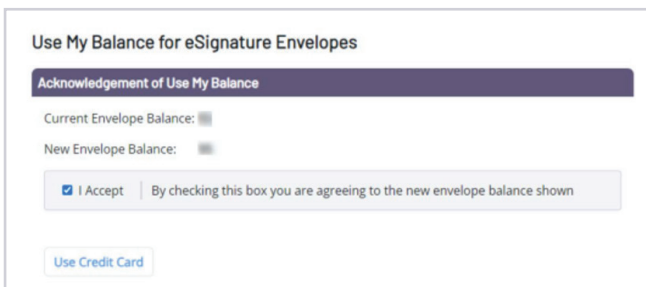 Use My Balance for eSignature Envelopes
Acknowledgement of Use My Balance
Current Envelope Balance:
New Envelope Balance:
I Accept By checking this box you are agreeing to the new envelope balance shown
Use Credit Card